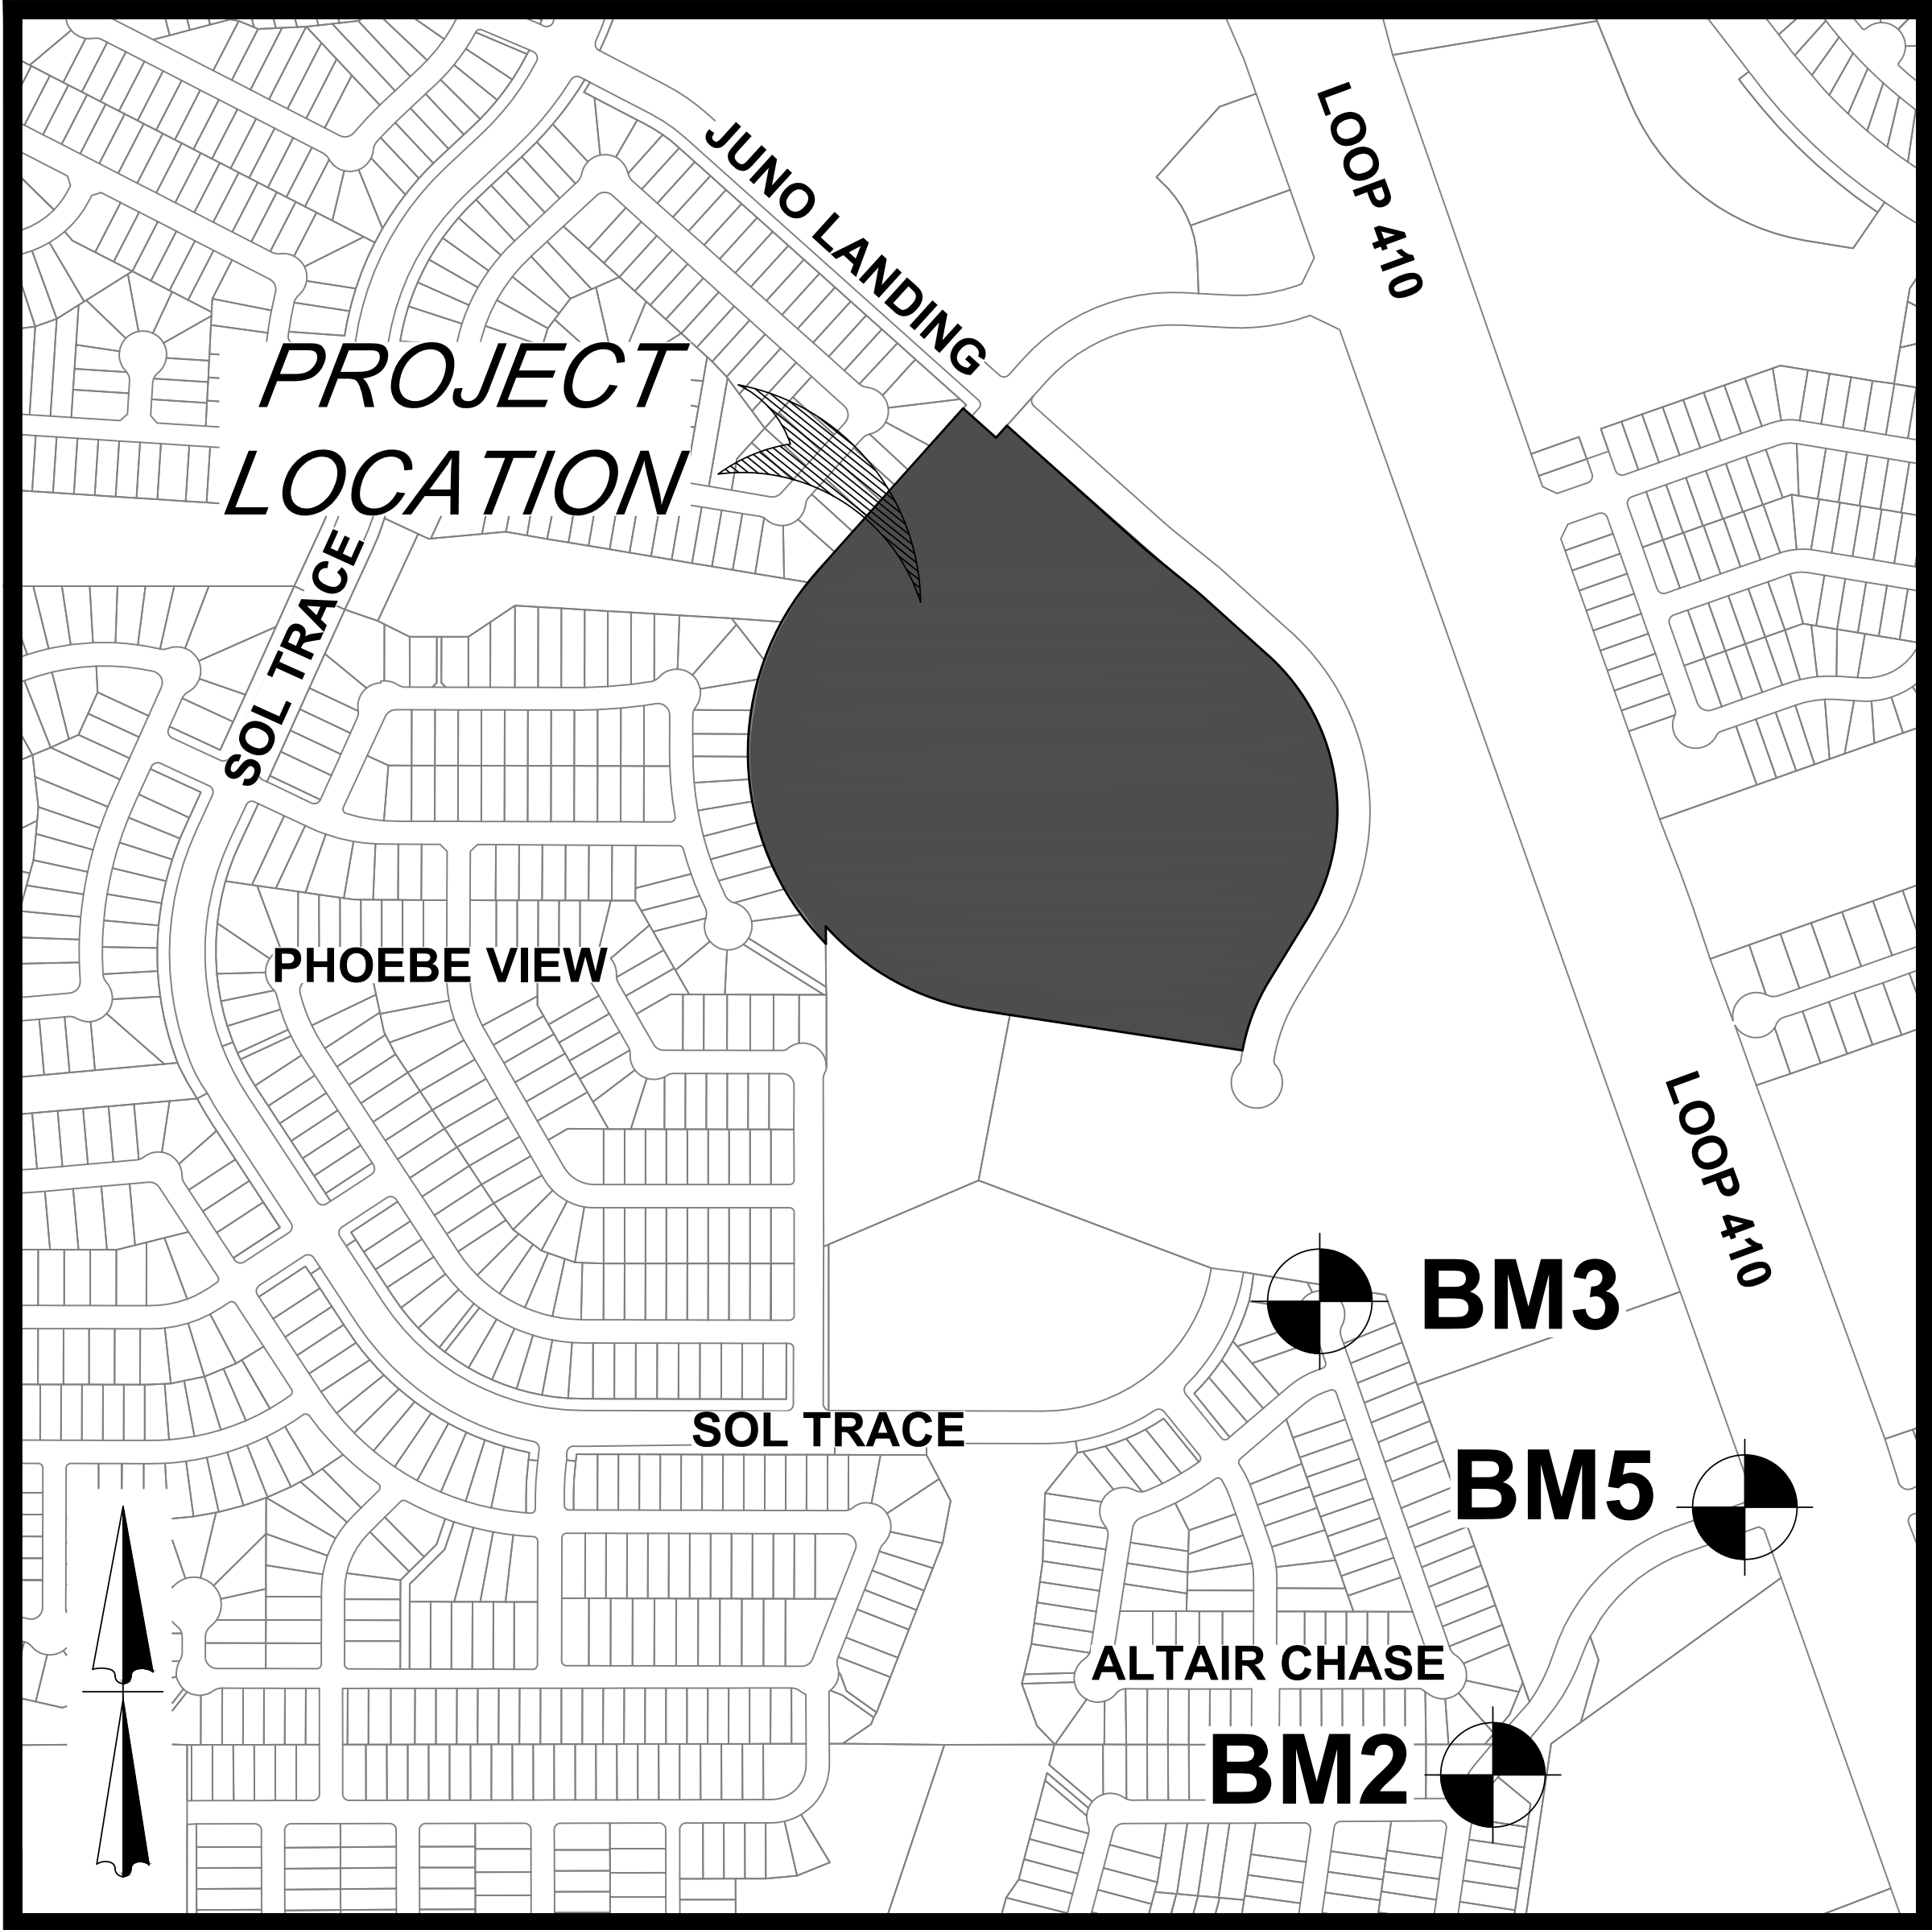 LOOP 410
JUNO LANDING
PROJECT
LOCATION
SOL TRACE
PHOEBE VIEW
LOOP 410
BM3
SOL TRACE
BM5
ALTAIR CHASE
BM2